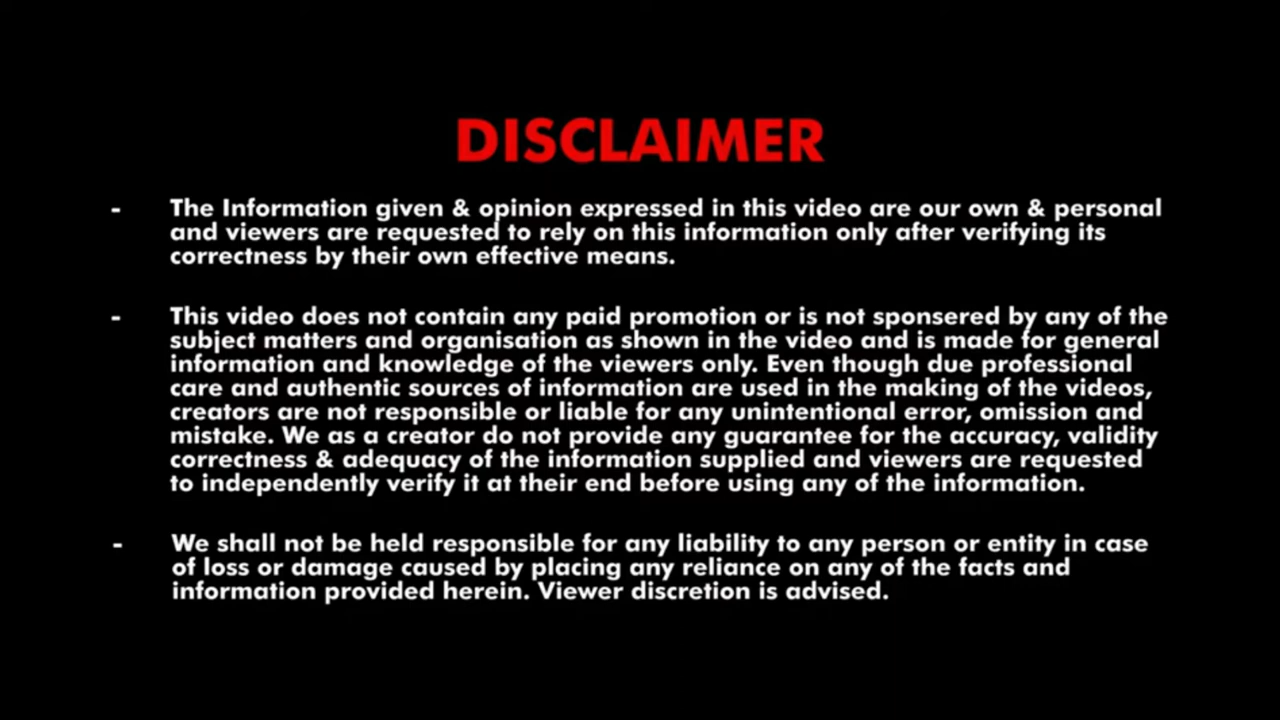 DISCLAIMER
- The Information given & opinion expressed in this video are our own & personal
and viewers are requested to rely on this information only after verifying its
correctness by their own effective means.
- This video does not contain any paid promotion or is not sponsered by any of the
subject matters and organisation as shown in the video and is made for general
information and knowledge of the viewers only. Even though due professional
care and authentic sources of information are used in the making of the videos,
creators are not responsible or liable for any unintentional error, omission and
mistake. We as a creator do not provide any guarantee for the accuracy, validity
correctness & adequacy of the information supplied and viewers are requested
to independently verify it at their end before using any of the information.
- We shall not be held responsible for any liability to any person or entity in case
of loss or damage caused by placing any reliance on any of the facts and
information provided herein. Viewer discretion is advised.